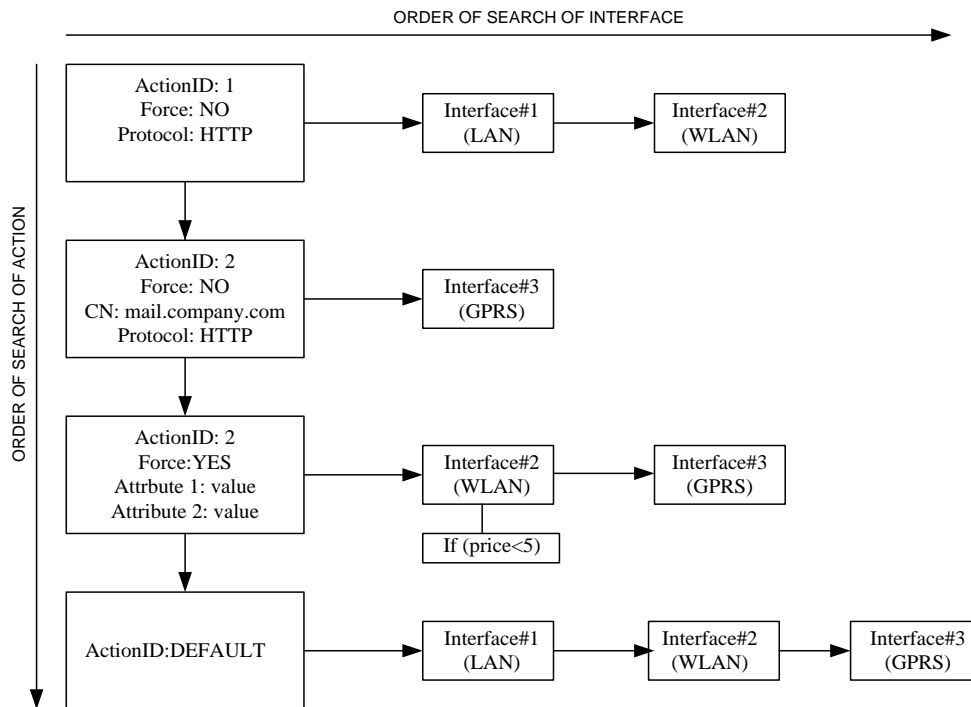 ORDER OF SEARCH OF INTERFACE
ORDER OF SEARCH OF ACTION
ActionID: 1
Force: NO
Protocol: HTTP
Interface#1
(LAN)
Interface#2
(WLAN)
ActionID: 2
Force: NO
CN: mail.company.com
Protocol: HTTP
Interface#3
(GPRS)
ActionID: 2
Force:YES
Attrbute 1: value
Attribute 2: value
Interface#2
(WLAN)
Interface#3
(GPRS)
If (price<5)
ActionID:DEFAULT
Interface#1
(LAN)
Interface#2
(WLAN)
Interface#3
(GPRS)